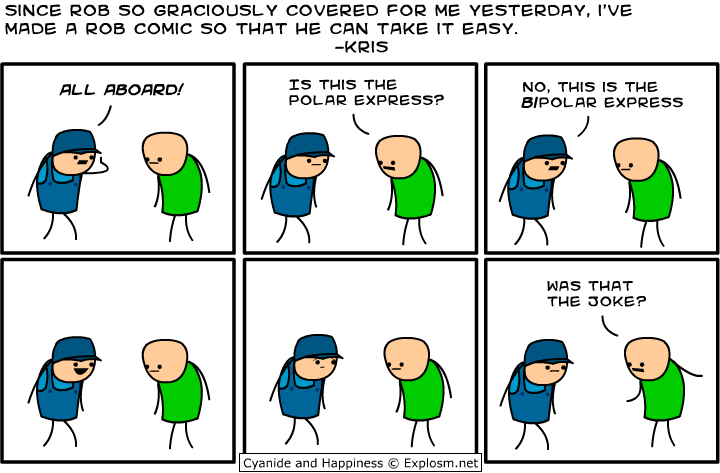 SINCE ROB SO GRACIOUSLY COVERED FOR ME YESTERDAY, I'VE
MADE A ROB COMIC SO THAT HE CAN TAKE IT EASY.
-KRIS
ALL ABOARD!
IS THIS THE
POLAR EXPRESS?
NO, THIS IS THE
BIPOLAR EXPRESS
WAS THAT
THE JOKE?
Cyanide and Happiness © Explosm.net